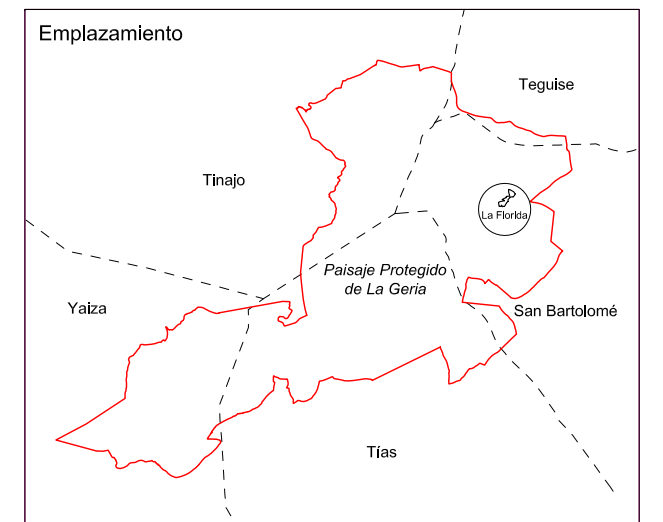 Emplazamiento
Teguise
Tinajo
La Florida
Paisaje Protegido
de La Geria
Yaiza
San Bartolomé
Tías